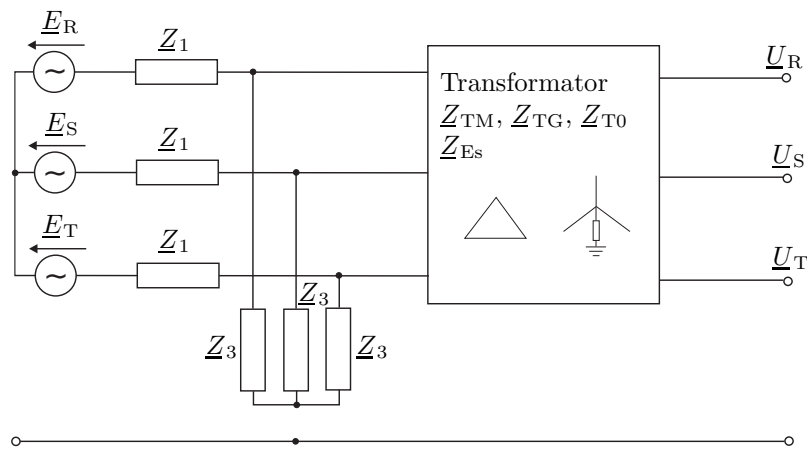 E_R
Z_1
U_R
Transformator
Z_TM, Z_TG, Z_T0
Z_Es
E_S
Z_1
U_S
E_T
Z_1
U_T
Z_3
Z_3
Z_3